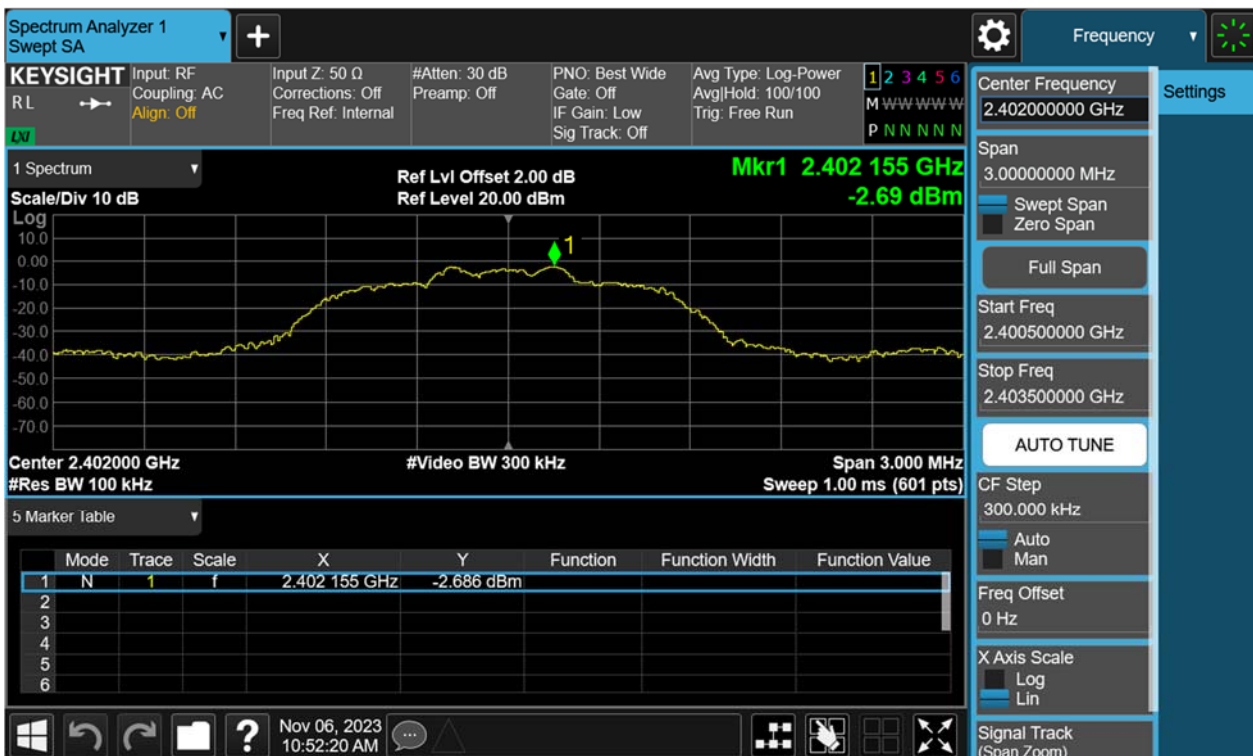 Spectrum Analyzer 1
Swept SA
+
Frequency
KEYSIGHT
R L
LXI
Input: RF
Coupling: AC
Align: Off
Input Z: 50 Ω
Corrections: Off
Freq Ref: Internal
#Atten: 30 dB
Preamp: Off
PNO: Best Wide
Gate: Off
IF Gain: Low
Sig Track: Off
Avg Type: Log-Power
Avg|Hold: 100/100
Trig: Free Run
1 2 3 4 5 6
M W W W W W
P N N N N N
1 Spectrum
Scale/Div 10 dB
Ref Lvl Offset 2.00 dB
Ref Level 20.00 dBm
Mkr1 2.402 155 GHz
-2.69 dBm
Log
10.0
0.00
-10.0
-20.0
-30.0
-40.0
-50.0
-60.0
-70.0
1
Center 2.402000 GHz
#Video BW 300 kHz
Span 3.000 MHz
#Res BW 100 kHz
Sweep 1.00 ms (601 pts)
5 Marker Table
Mode Trace Scale X Y Function Function Width Function Value
1 N 1 f 2.402 155 GHz -2.686 dBm
2
3
4
5
6
?
Nov 06, 2023
10:52:20 AM
Center Frequency
2.402000000 GHz
Settings
Span
3.00000000 MHz
Swept Span
Zero Span
Full Span
Start Freq
2.400500000 GHz
Stop Freq
2.403500000 GHz
AUTO TUNE
CF Step
300.000 kHz
Auto
Man
Freq Offset
0 Hz
X Axis Scale
Log
Lin
Signal Track
(Span Zoom)